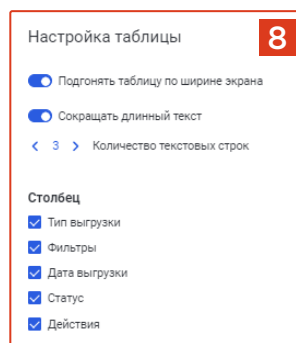 Настройка таблицы
8
Подгонять таблицу по ширине экрана
Сокращать длинный текст
3 Количество текстовых строк
Столбец
Тип выгрузки
Фильтры
Дата выгрузки
Статус
Действия